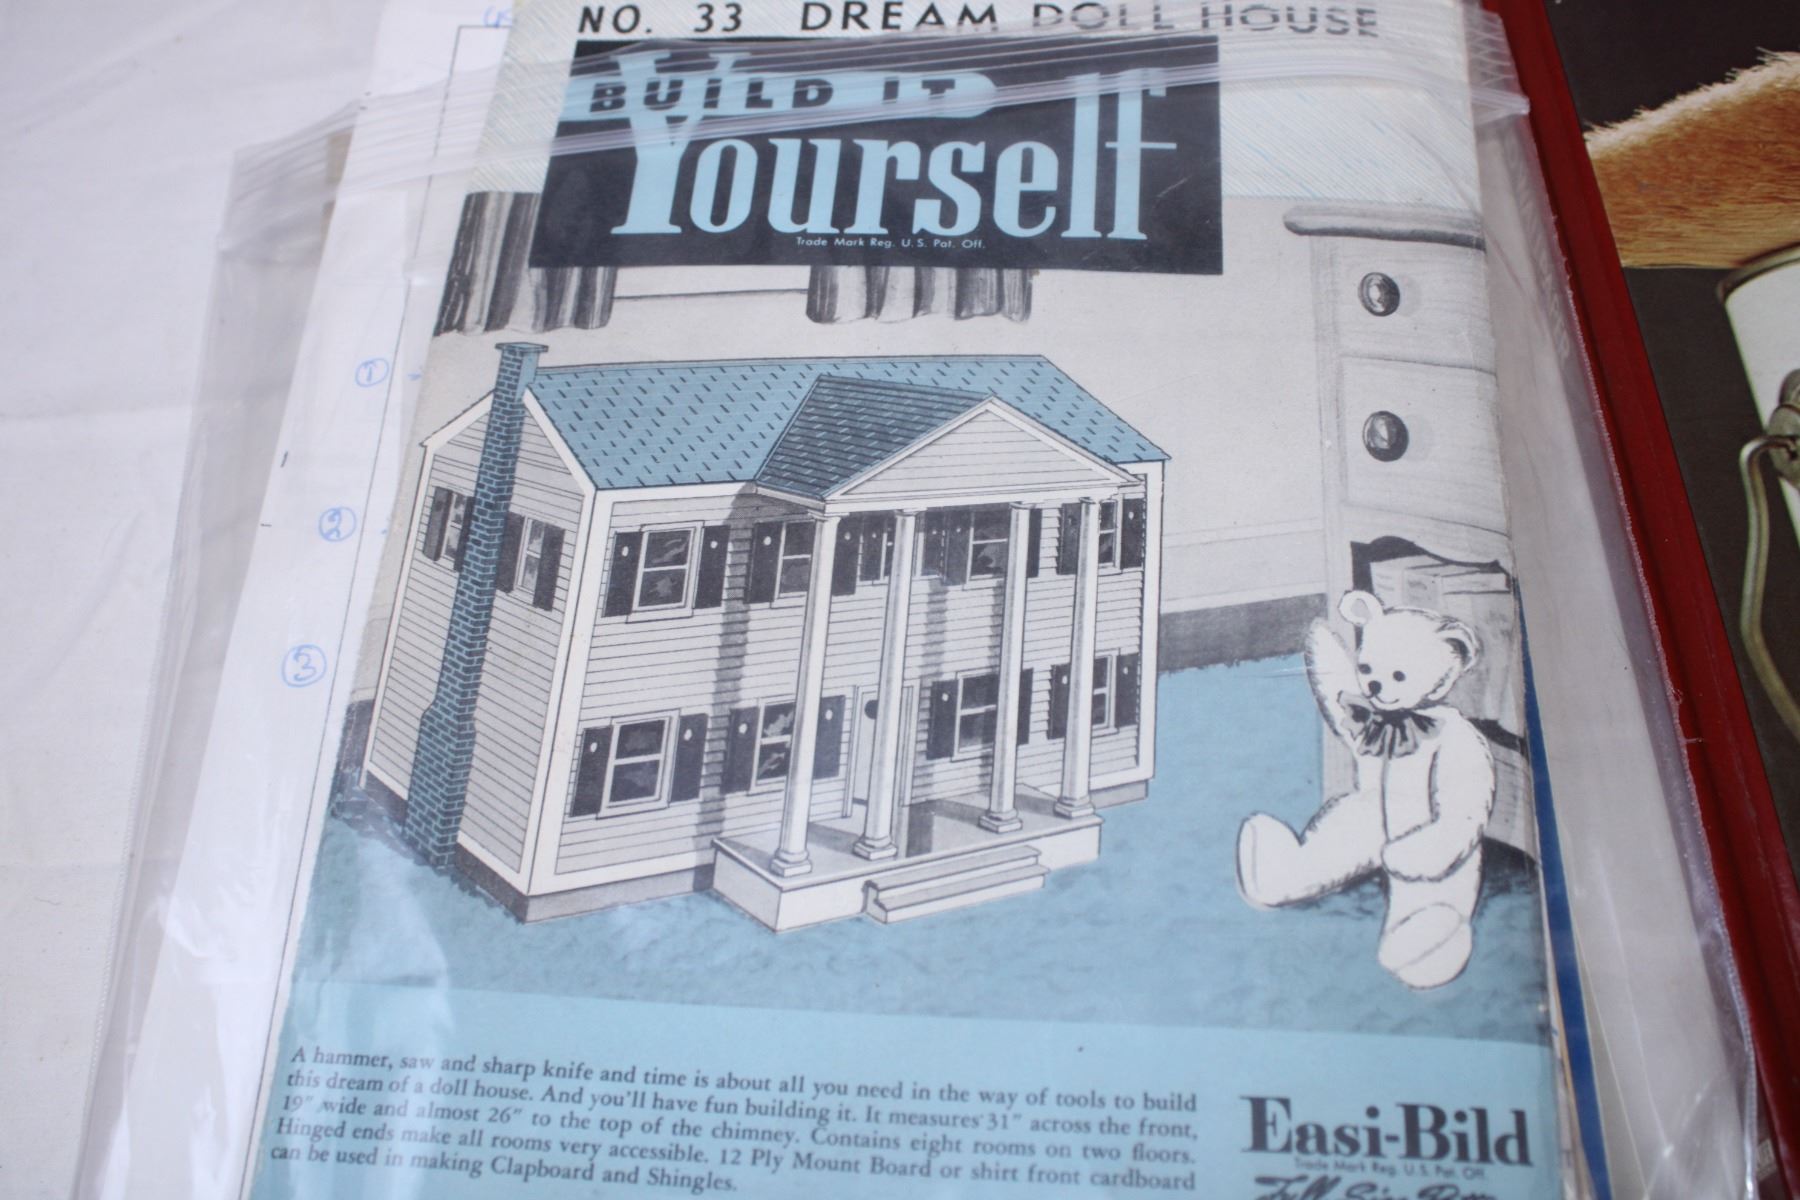 NO. 33 DREAM DOLL HOUSE
BUILD IT
Yourself
Trade Mark Reg. U.S. Pat. Off.
1
2
3
A hammer, saw and sharp knife and time is about all you need in the way of tools to build
this dream of a doll house. And you'll have fun building it. It measures 31" across the front,
19" wide and almost 26" to the top of the chimney. Contains eight rooms on two floors.
Hinged ends make all rooms very accessible. 12 Ply Mount Board or shirt front cardboard
can be used in making Clapboard and Shingles.
Easi-Bild
Trade Mark Reg. U.S. Pat. Off.
Full Size